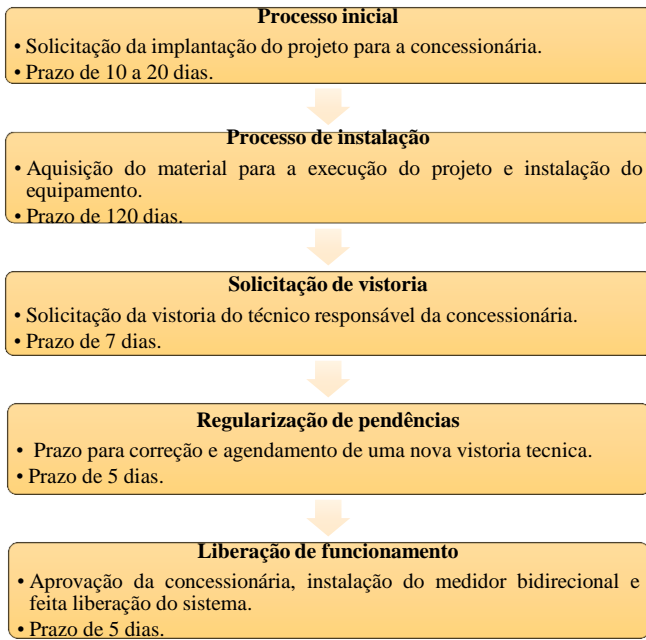 Processo inicial
• Solicitação da implantação do projeto para a concessionária.
• Prazo de 10 a 20 dias.
Processo de instalação
• Aquisição do material para a execução do projeto e instalação do
equipamento.
• Prazo de 120 dias.
Solicitação de vistoria
• Solicitação da vistoria do técnico responsável da concessionária.
• Prazo de 7 dias.
Regularização de pendências
• Prazo para correção e agendamento de uma nova vistoria tecnica.
• Prazo de 5 dias.
Liberação de funcionamento
• Aprovação da concessionária, instalação do medidor bidirecional e
feita liberação do sistema.
• Prazo de 5 dias.